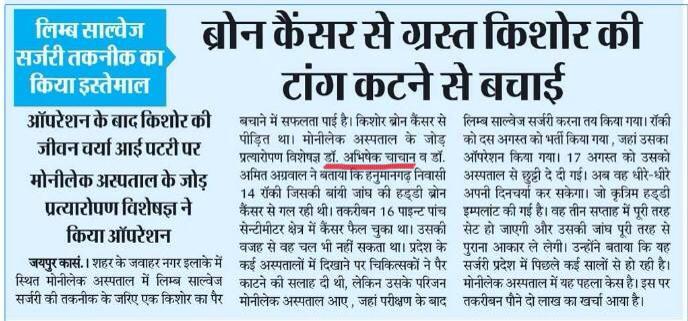 लिम्ब साल्वेज
सर्जरी तकनीक का
किया इस्तेमाल
ब्रोन कैंसर से ग्रस्त किशोर की
टांग कटने से बचाई
ऑपरेशन के बाद किशोर की
जीवन चर्या आई पटरी पर
मोनीलेक अस्पताल के जोड़
प्रत्यारोपण विशेषज्ञ ने
किया ऑपरेशन
जयपुर कासं.। शहर के जवाहर नगर इलाके में
स्थित मोनीलेक अस्पताल में लिम्ब साल्वेज
सर्जरी की तकनीक के जरिए एक किशोर का पैर
बचाने में सफलता पाई है। किशोर ब्रोन कैंसर से
पीड़ित था। मोनीलेक अस्पताल के जोड़
प्रत्यारोपण विशेषज्ञ डॉ. अभिषेक चाचान व डॉ.
अमित अग्रवाल ने बताया कि हनुमानगढ़ निवासी
14 रॉकी जिसकी बांयी जांघ की हड्डी ब्रोन
कैंसर से गल रही थी। तकरीबन 16 पाइन्ट पांच
सेन्टीमीटर क्षेत्र में कैंसर फैल चुका था। उसकी
वजह से वह चल भी नहीं सकता था। प्रदेश के
कई अस्पतालों में दिखाने पर चिकित्सकों ने पैर
काटने की सलाह दी थी, लेकिन उसके परिजन
मोनीलेक अस्पताल आए , जहां परीक्षण के बाद
लिम्ब साल्वेज सर्जरी करना तय किया गया। रॉकी
को दस अगस्त को भर्ती किया गया , जहां उसका
ऑपरेशन किया गया। 17 अगस्त को उसको
अस्पताल से छुट्टी दे दी गई। अब वह धीरे-धीरे
अपनी दिनचर्या कर सकेगा। जो कृत्रिम हड्डी
इम्पलांट की गई है। वह तीन सप्ताह में पूरी तरह
सेट हो जाएगी और उसकी जांघ पूरी तरह से
पुराना आकार ले लेगी। उन्होंने बताया कि वह
सर्जरी प्रदेश में पिछले कई सालों से हो रही है।
मोनीलेक अस्पताल में यह पहला केस है। इस पर
तकरीबन पौने दो लाख का खर्चा आया है।